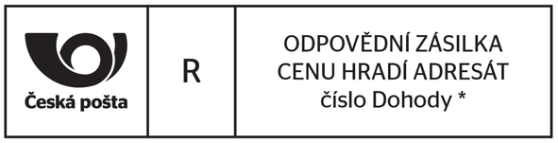 Česká pošta
R
ODPOVĚDNÍ ZÁSILKA
CENU HRADÍ ADRESÁT
číslo Dohody *